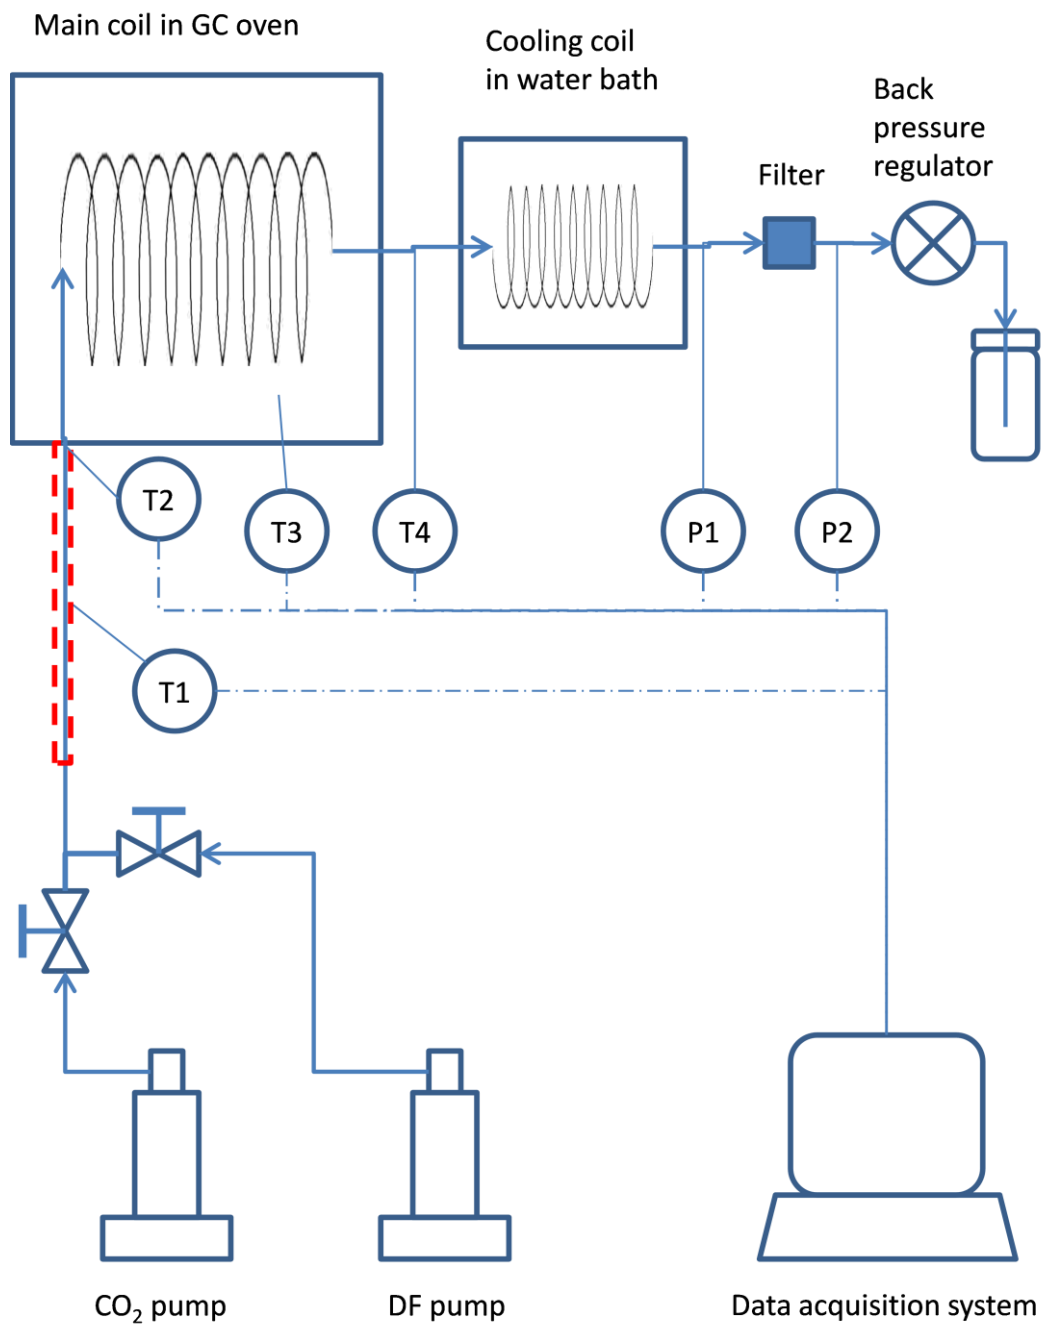 Main coil in GC oven
Cooling coil
in water bath
Back
pressure
regulator
Filter
T2
T3
T4
P1
P2
T1
CO₂ pump
DF pump
Data acquisition system